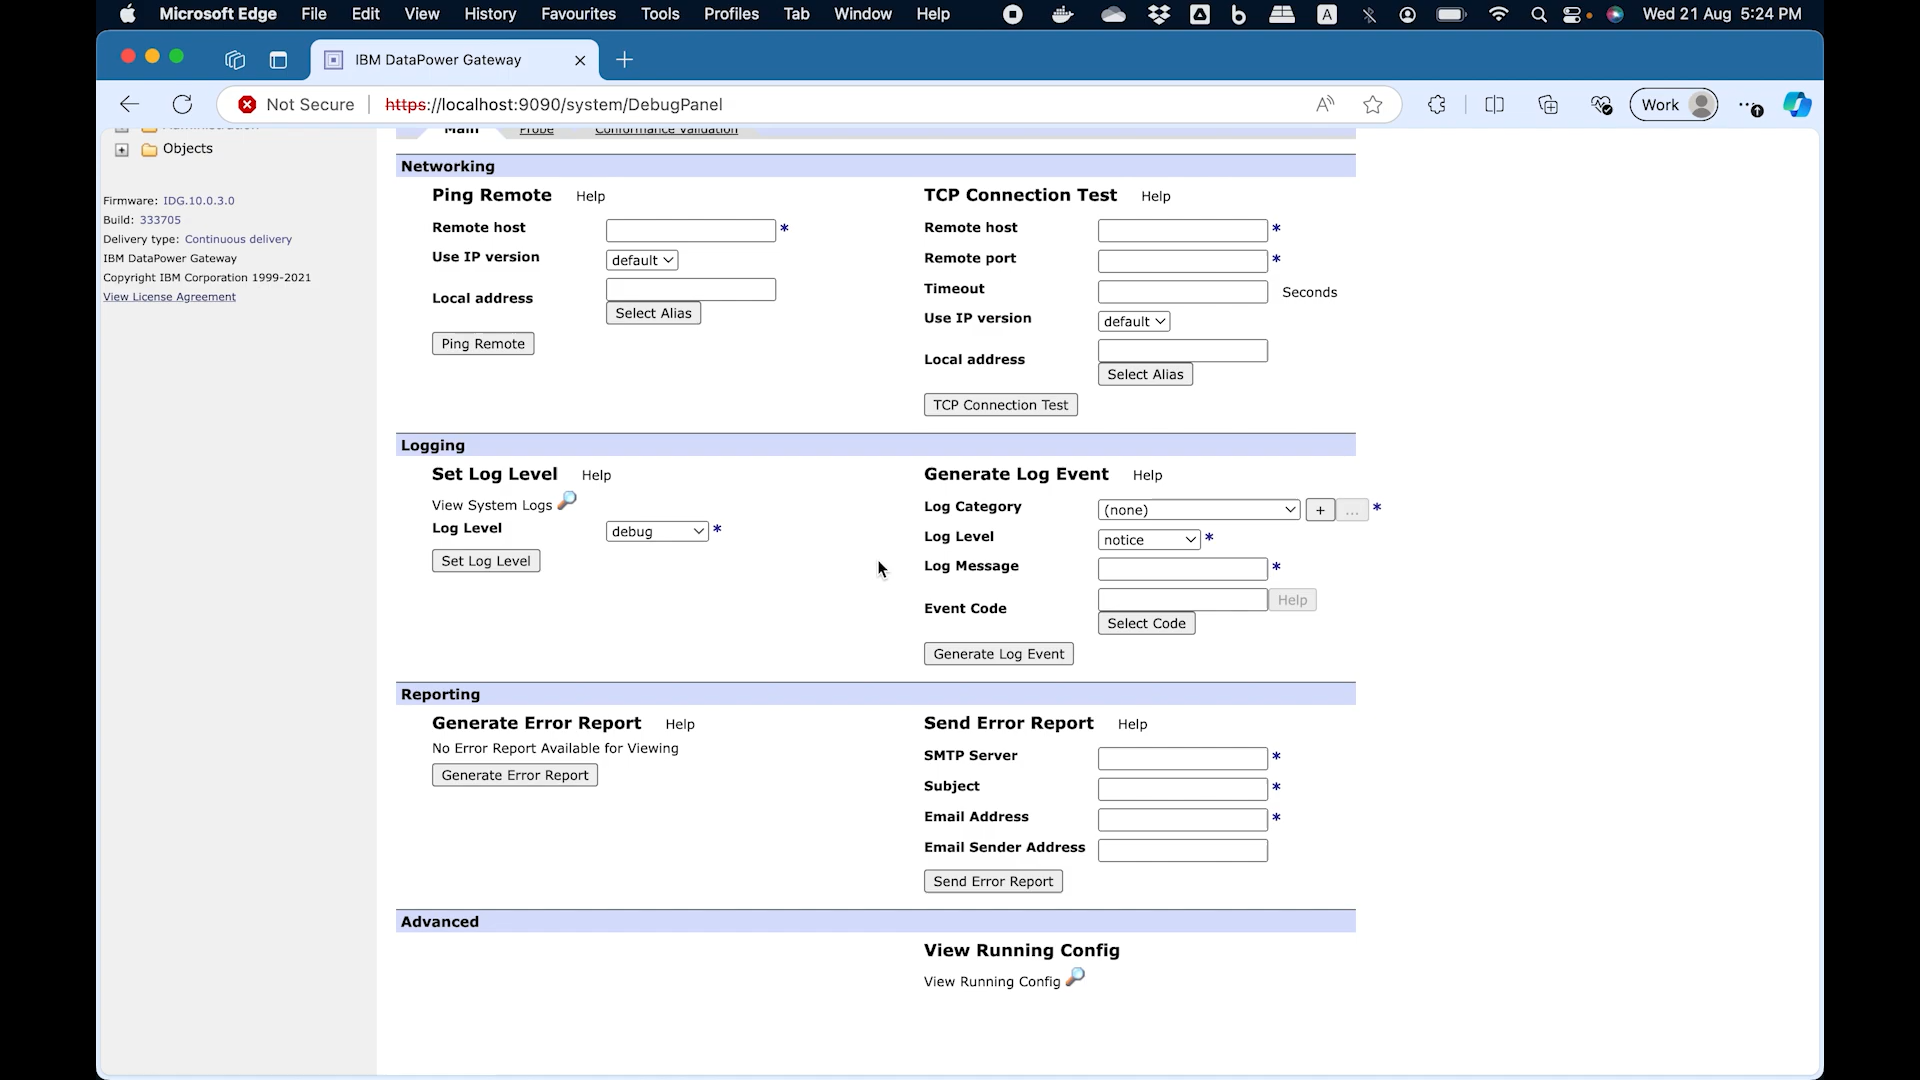 Microsoft Edge File Edit View History Favourites Tools Profiles Tab Window Help A Wed 21 Aug 5:24 PM
IBM DataPower Gateway
Not Secure https://localhost:9090/system/DebugPanel Work
Administration
Main Probe Conformance Validation
Objects
Networking
Ping Remote Help
Remote host *
Use IP version default
Local address
Select Alias
Ping Remote
TCP Connection Test Help
Remote host *
Remote port *
Timeout Seconds
Use IP version default
Local address
Select Alias
TCP Connection Test
Firmware: IDG.10.0.3.0
Build: 333705
Delivery type: Continuous delivery
IBM DataPower Gateway
Copyright IBM Corporation 1999-2021
View License Agreement
Logging
Set Log Level Help
View System Logs
Log Level debug *
Set Log Level
Generate Log Event Help
Log Category (none) + ... *
Log Level notice *
Log Message *
Event Code Help
Select Code
Generate Log Event
Reporting
Generate Error Report Help
No Error Report Available for Viewing
Generate Error Report
Send Error Report Help
SMTP Server *
Subject *
Email Address *
Email Sender Address
Send Error Report
Advanced
View Running Config
View Running Config